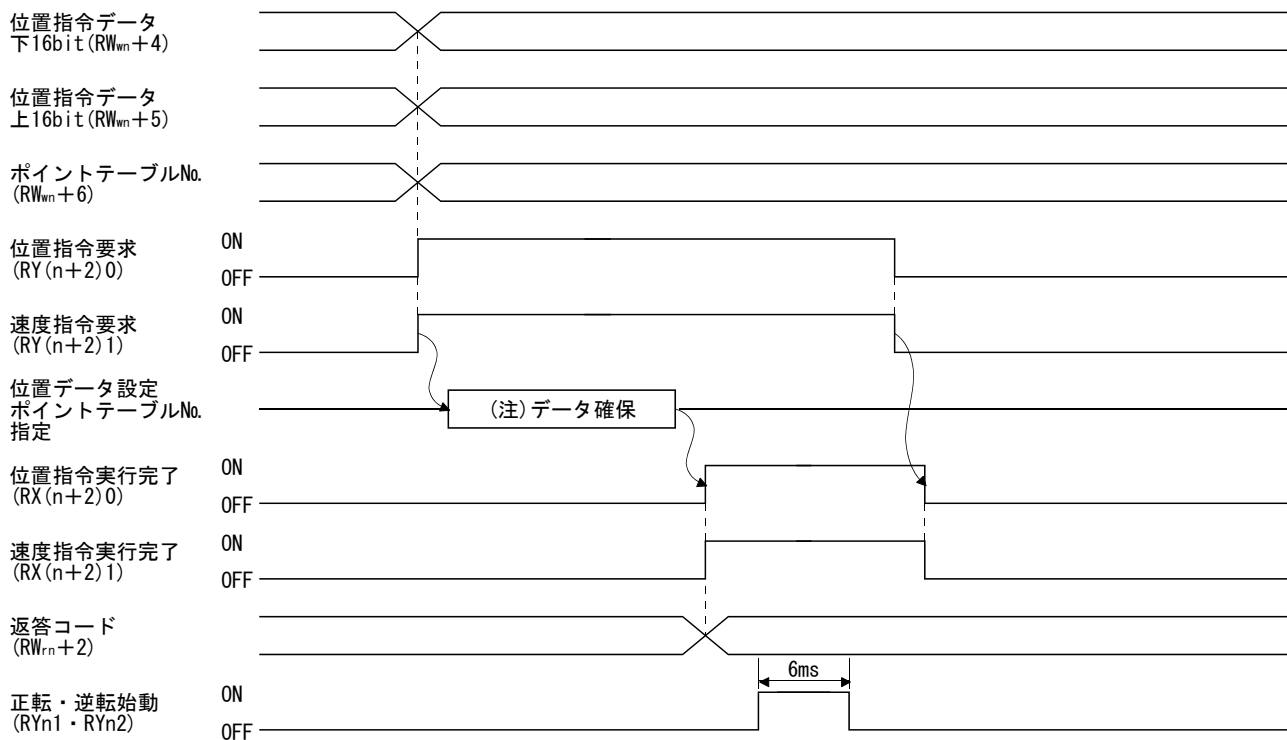 位置指令データ
下16bit(RWwn+4)
位置指令データ
上16bit(RWwn+5)
ポイントテーブル№.
(RWwn+6)
位置指令要求
(RY(n+2)0)
ON
OFF
速度指令要求
(RY(n+2)1)
ON
OFF
位置データ設定
ポイントテーブル№.
指定
(注)データ確保
位置指令実行完了
(RX(n+2)0)
ON
OFF
速度指令実行完了
(RX(n+2)1)
ON
OFF
返答コード
(RWrn+2)
6ms
正転・逆転始動
(RYn1・RYn2)
ON
OFF